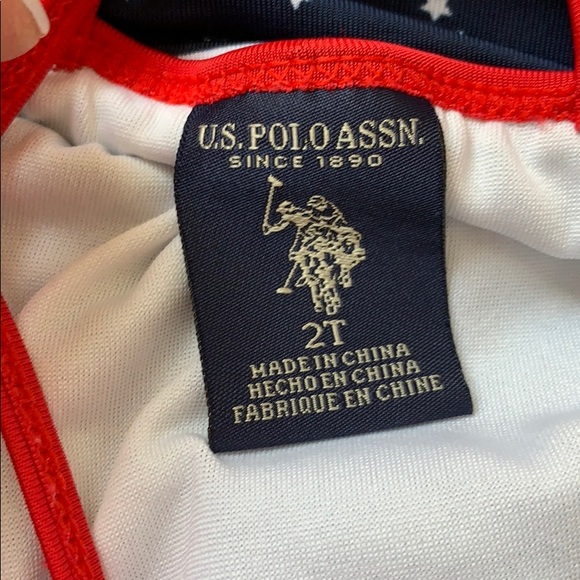 U.S. POLO ASSN.
SINCE 1890
2T
MADE IN CHINA
HECHO EN CHINA
FABRIQUE EN CHINE